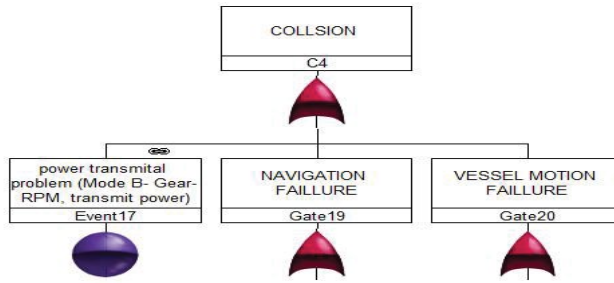 COLLSION
C4
power transmital
problem (Mode B- Gear-
RPM, transmit power)
Event17
NAVIGATION
FAILLURE
Gate19
VESSEL MOTION
FAILLURE
Gate20